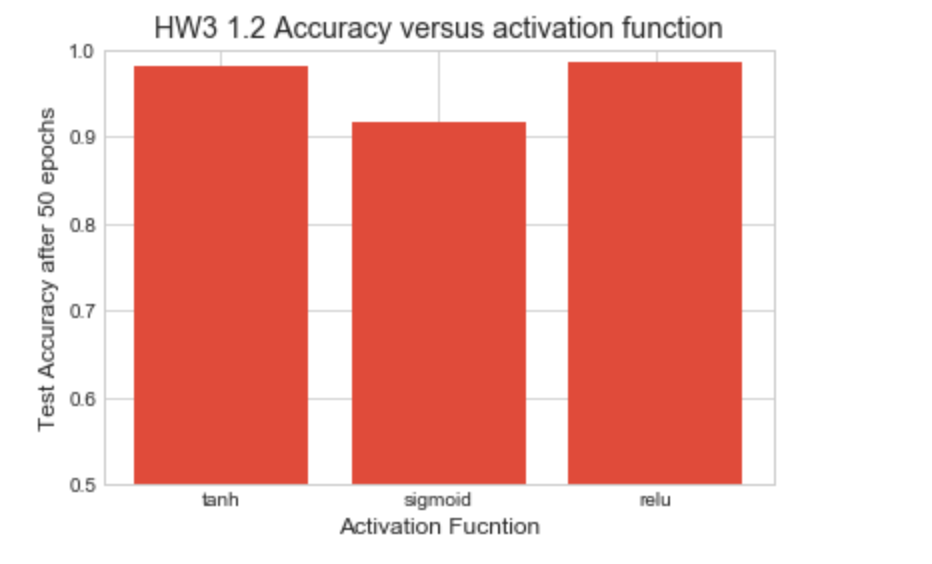 HW3 1.2 Accuracy versus activation function
1.0
0.9
0.8
0.7
0.6
0.5
Test Accuracy after 50 epochs
tanh sigmoid relu
Activation Fucntion